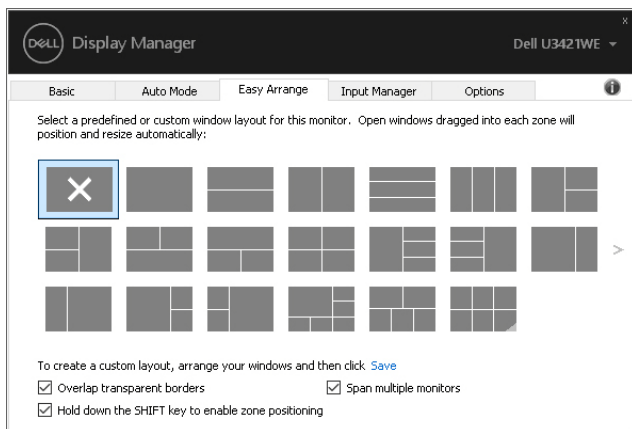 x
DELL Display Manager Dell U3421WE
Basic Auto Mode Easy Arrange Input Manager Options i
Select a predefined or custom window layout for this monitor. Open windows dragged into each zone will
position and resize automatically:
>
To create a custom layout, arrange your windows and then click Save
Overlap transparent borders Span multiple monitors
Hold down the SHIFT key to enable zone positioning